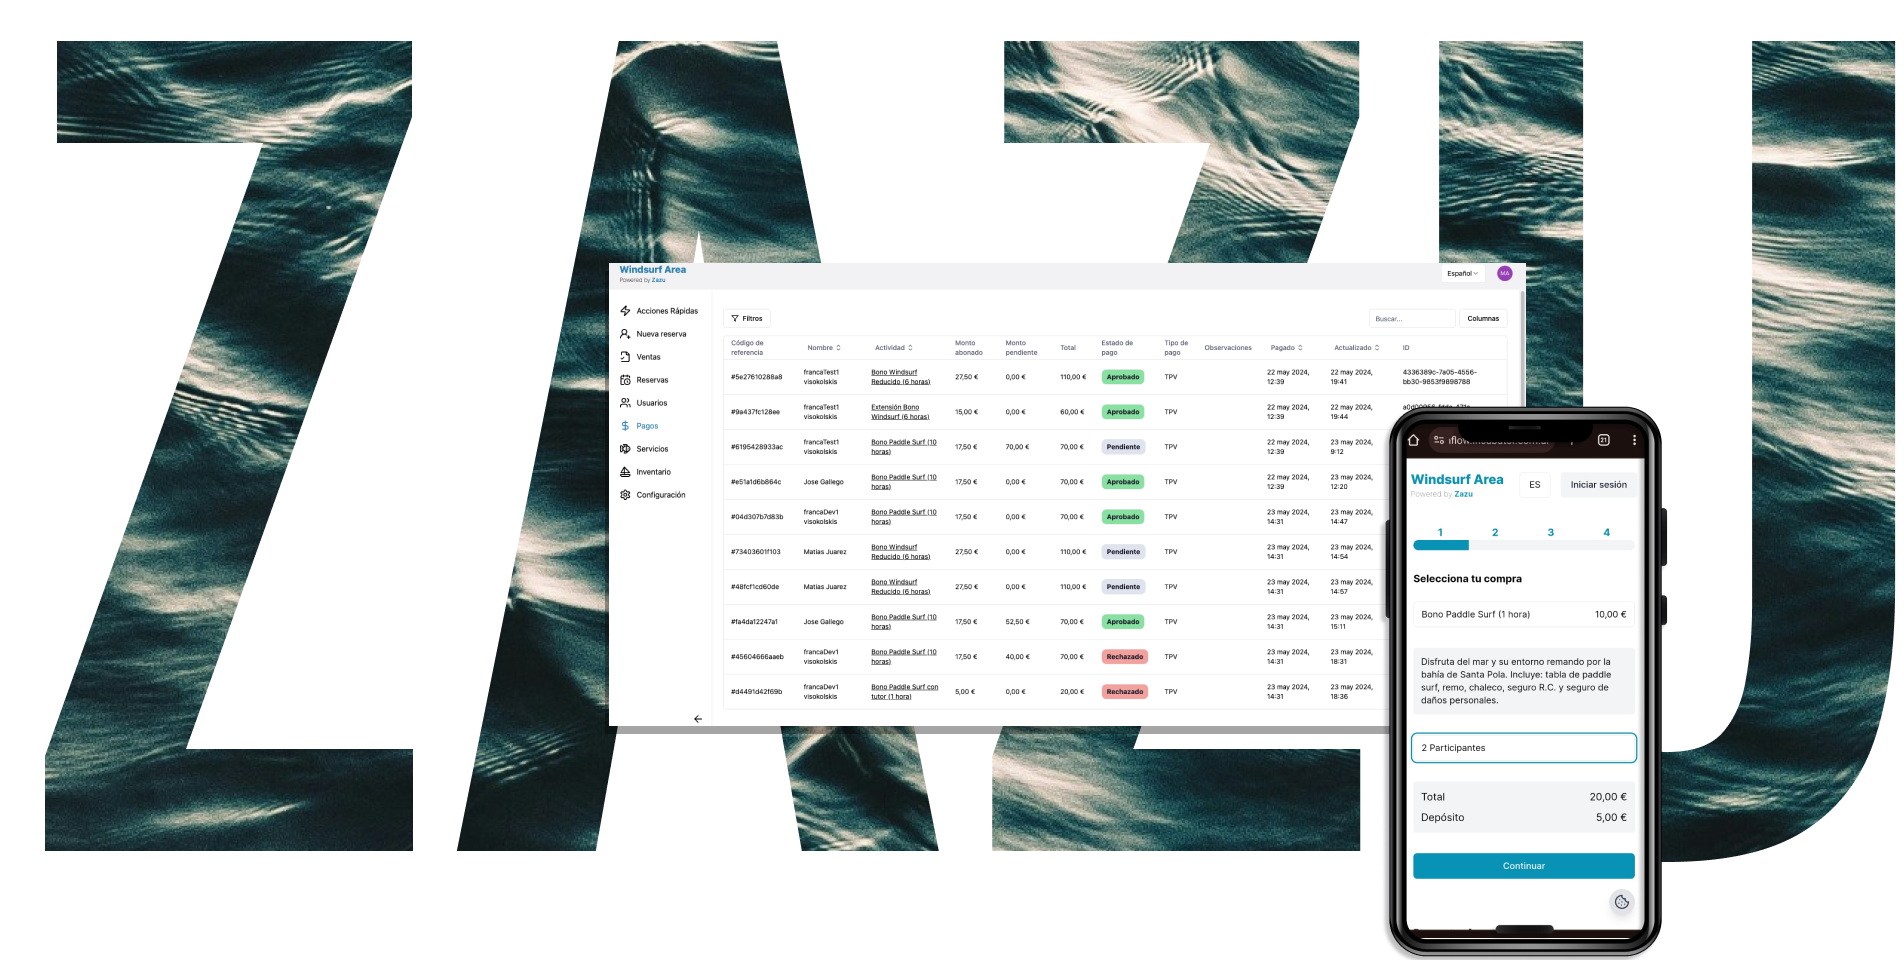 ZAZU
Windsurf Area
Powered by Zazu
Español
MA
Acciones Rápidas
Nueva reserva
Ventas
Reservas
Usuarios
Pagos
Servicios
Inventario
Configuración
Filtros
Buscar...
Columnas
Código de referencia Nombre Actividad Monto abonado Monto pendiente Total Estado de pago Tipo de pago Observaciones Pagado Actualizado ID
#5e27610288a8 francaTest1 visokolskis Bono Windsurf Reducido (6 horas) 27,50 € 0,00 € 110,00 € Aprobado TPV 22 may 2024, 12:39 22 may 2024, 19:41 4336389c-7a05-4556-bb30-9853f9898788
#9a437fc128ee francaTest1 visokolskis Extensión Bono Windsurf (6 horas) 15,00 € 0,00 € 60,00 € Aprobado TPV 22 may 2024, 12:39 22 may 2024, 19:44
#6195428933ac francaTest1 visokolskis Bono Paddle Surf (10 horas) 17,50 € 70,00 € 70,00 € Pendiente TPV 22 may 2024, 12:39 23 may 2024, 9:12
#e51a1d6b864c Jose Gallego Bono Paddle Surf (10 horas) 17,50 € 0,00 € 70,00 € Aprobado TPV 22 may 2024, 12:39 23 may 2024, 12:20
#04d307b7d83b francaDev1 visokolskis Bono Paddle Surf (10 horas) 17,50 € 0,00 € 70,00 € Aprobado TPV 23 may 2024, 14:31 23 may 2024, 14:47
#73403601f103 Matias Juarez Bono Windsurf Reducido (6 horas) 27,50 € 0,00 € 110,00 € Pendiente TPV 23 may 2024, 14:31 23 may 2024, 14:54
#48fcf1cd60de Matias Juarez Bono Windsurf Reducido (6 horas) 27,50 € 0,00 € 110,00 € Pendiente TPV 23 may 2024, 14:31 23 may 2024, 14:57
#fa4da12247a1 Jose Gallego Bono Paddle Surf (10 horas) 17,50 € 52,50 € 70,00 € Aprobado TPV 23 may 2024, 14:31 23 may 2024, 15:11
#45604666aaeb francaDev1 visokolskis Bono Paddle Surf (10 horas) 17,50 € 40,00 € 70,00 € Rechazado TPV 23 may 2024, 14:31 23 may 2024, 18:31
#d4491d42f69b francaDev1 visokolskis Bono Paddle Surf con tutor (1 hora) 5,00 € 0,00 € 20,00 € Rechazado TPV 23 may 2024, 14:31 23 may 2024, 18:36
21
Windsurf Area
Powered by Zazu
ES
Iniciar sesión
1 2 3 4
Selecciona tu compra
Bono Paddle Surf (1 hora) 10,00 €
Disfruta del mar y su entorno remando por la
bahía de Santa Pola. Incluye: tabla de paddle
surf, remo, chaleco, seguro R.C. y seguro de
daños personales.
2 Participantes
Total 20,00 €
Depósito 5,00 €
Continuar